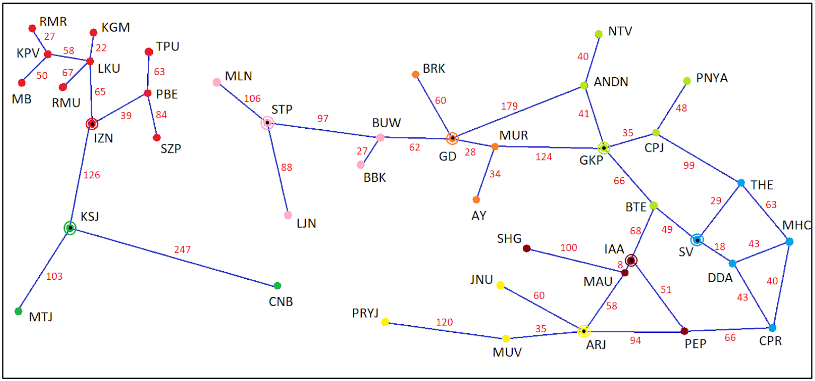 RMR
KGM
NTV
27
TPU
KPV
58
22
BRK
40
63
MLN
ANDN
PNYA
50
67
LKU
PBE
60
179
MB
RMU
65
106
STP
BUW
41
48
39
84
97
MUR
35
CPJ
IZN
SZP
27
62
GD
28
124
GKP
99
88
BBK
34
THE
126
66
29
63
AY
KSJ
LJN
BTE
MHC
SHG
68
49
247
100
IAA
SV
18
43
103
JNU
MAU
8
DDA
51
40
60
58
43
MTJ
CNB
PRYJ
120
35
94
66
MUV
ARJ
PEP
CPR